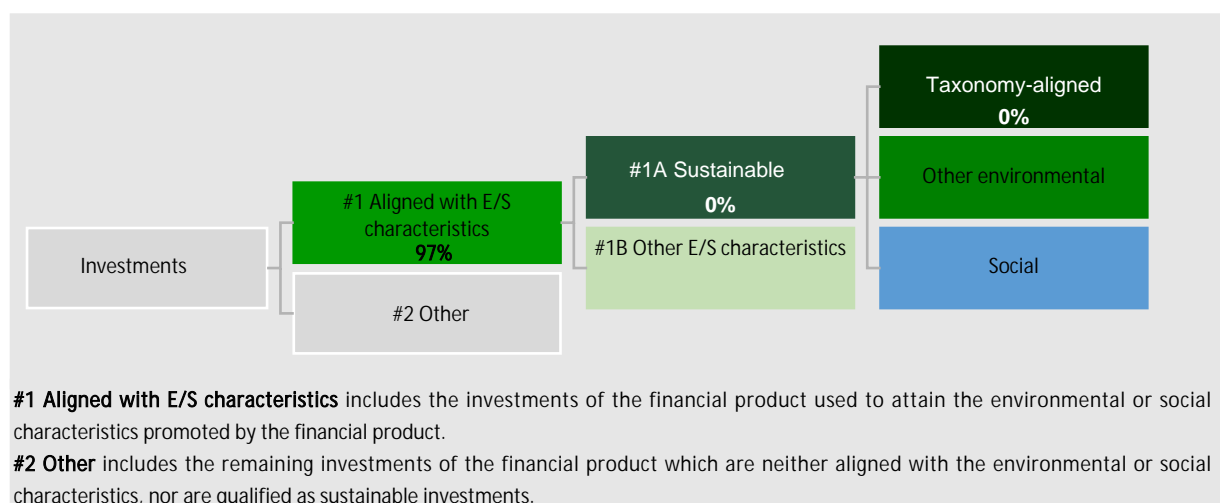 Taxonomy-aligned
0%
#1A Sustainable
0%
Other environmental
#1 Aligned with E/S
characteristics
97%
#1B Other E/S characteristics
Investments
Social
#2 Other
#1 Aligned with E/S characteristics includes the investments of the financial product used to attain the environmental or social
characteristics promoted by the financial product.
#2 Other includes the remaining investments of the financial product which are neither aligned with the environmental or social
characteristics, nor are qualified as sustainable investments.